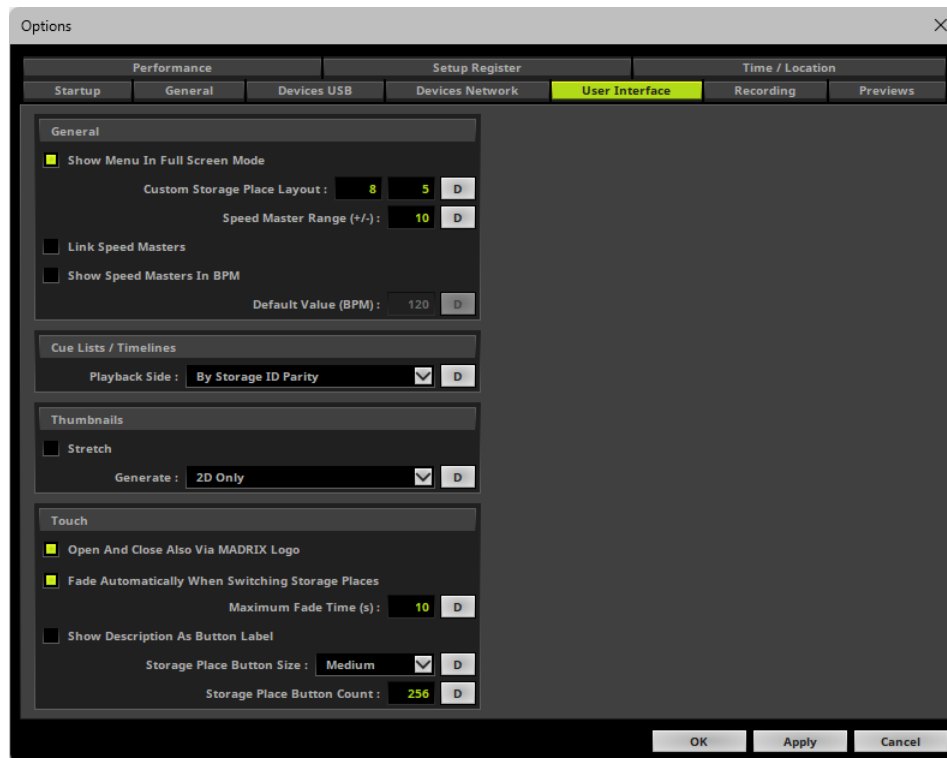 Options
Performance Setup Register Time / Location
Startup General Devices USB Devices Network User Interface Recording Previews
General
Show Menu In Full Screen Mode
Custom Storage Place Layout : 8 5 D
Speed Master Range (+/-) : 10 D
Link Speed Masters
Show Speed Masters In BPM
Default Value (BPM) : 120 D
Cue Lists / Timelines
Playback Side : By Storage ID Parity D
Thumbnails
Stretch
Generate : 2D Only D
Touch
Open And Close Also Via MADRIX Logo
Fade Automatically When Switching Storage Places
Maximum Fade Time (s) : 10 D
Show Description As Button Label
Storage Place Button Size : Medium D
Storage Place Button Count : 256 D
OK Apply Cancel